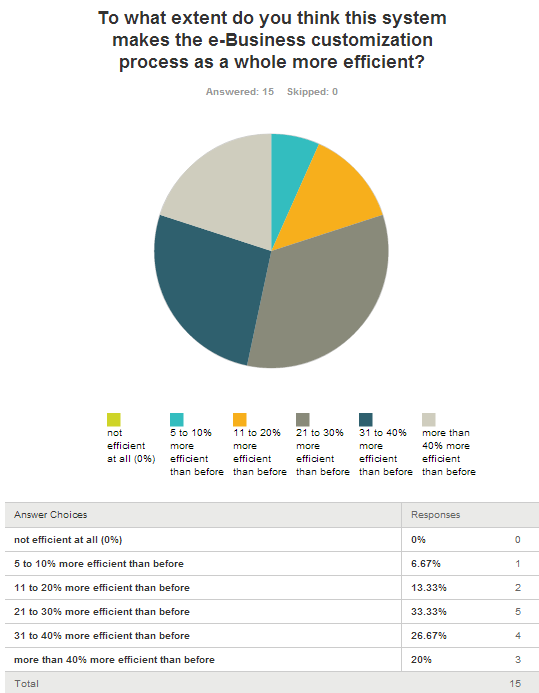 To what extent do you think this system
makes the e-Business customization
process as a whole more efficient?
Answered: 15 Skipped: 0
not
efficient
at all (0%)
5 to 10%
more
efficient
than before
11 to 20%
more
efficient
than before
21 to 30%
more
efficient
than before
31 to 40%
more
efficient
than before
more than
40% more
efficient
than before
Answer Choices Responses
not efficient at all (0%) 0% 0
5 to 10% more efficient than before 6.67% 1
11 to 20% more efficient than before 13.33% 2
21 to 30% more efficient than before 33.33% 5
31 to 40% more efficient than before 26.67% 4
more than 40% more efficient than before 20% 3
Total 15